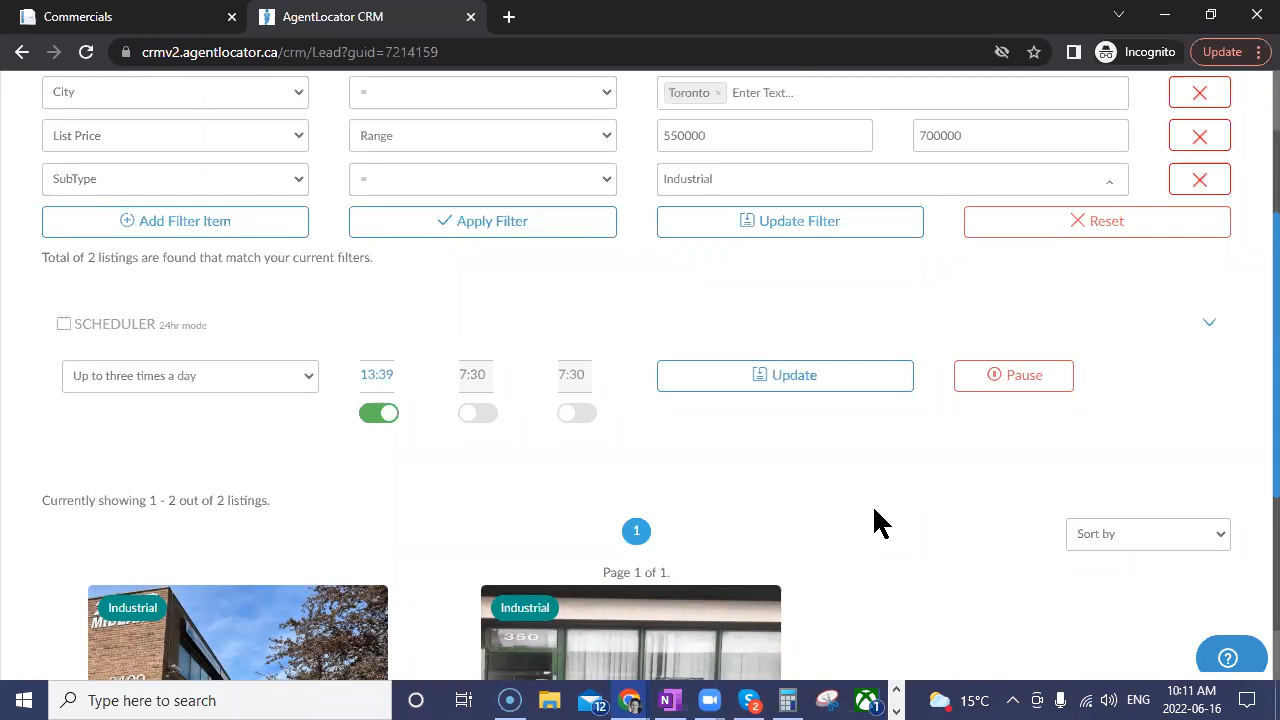 Commercials
AgentLocator CRM
crmv2.agentlocator.ca/crm/Lead?guid=7214159
Incognito
Update
City
=
Toronto × Enter Text...
List Price
Range
550000
700000
SubType
=
Industrial
Add Filter Item
Apply Filter
Update Filter
Reset
Total of 2 listings are found that match your current filters.
SCHEDULER 24hr mode
Up to three times a day
13:39
7:30
7:30
Update
Pause
Currently showing 1 - 2 out of 2 listings.
1
Sort by
Page 1 of 1.
Industrial
Industrial
350
Type here to search
12
2
1
15°C
ENG
10:11 AM
2022-06-16